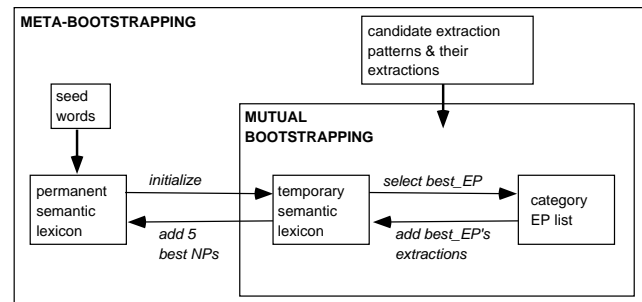 META-BOOTSTRAPPING
candidate extraction
patterns & their
extractions
seed
words
MUTUAL
BOOTSTRAPPING
permanent
semantic
lexicon
initialize
add 5
best NPs
temporary
semantic
lexicon
select best_EP
add best_EP's
extractions
category
EP list